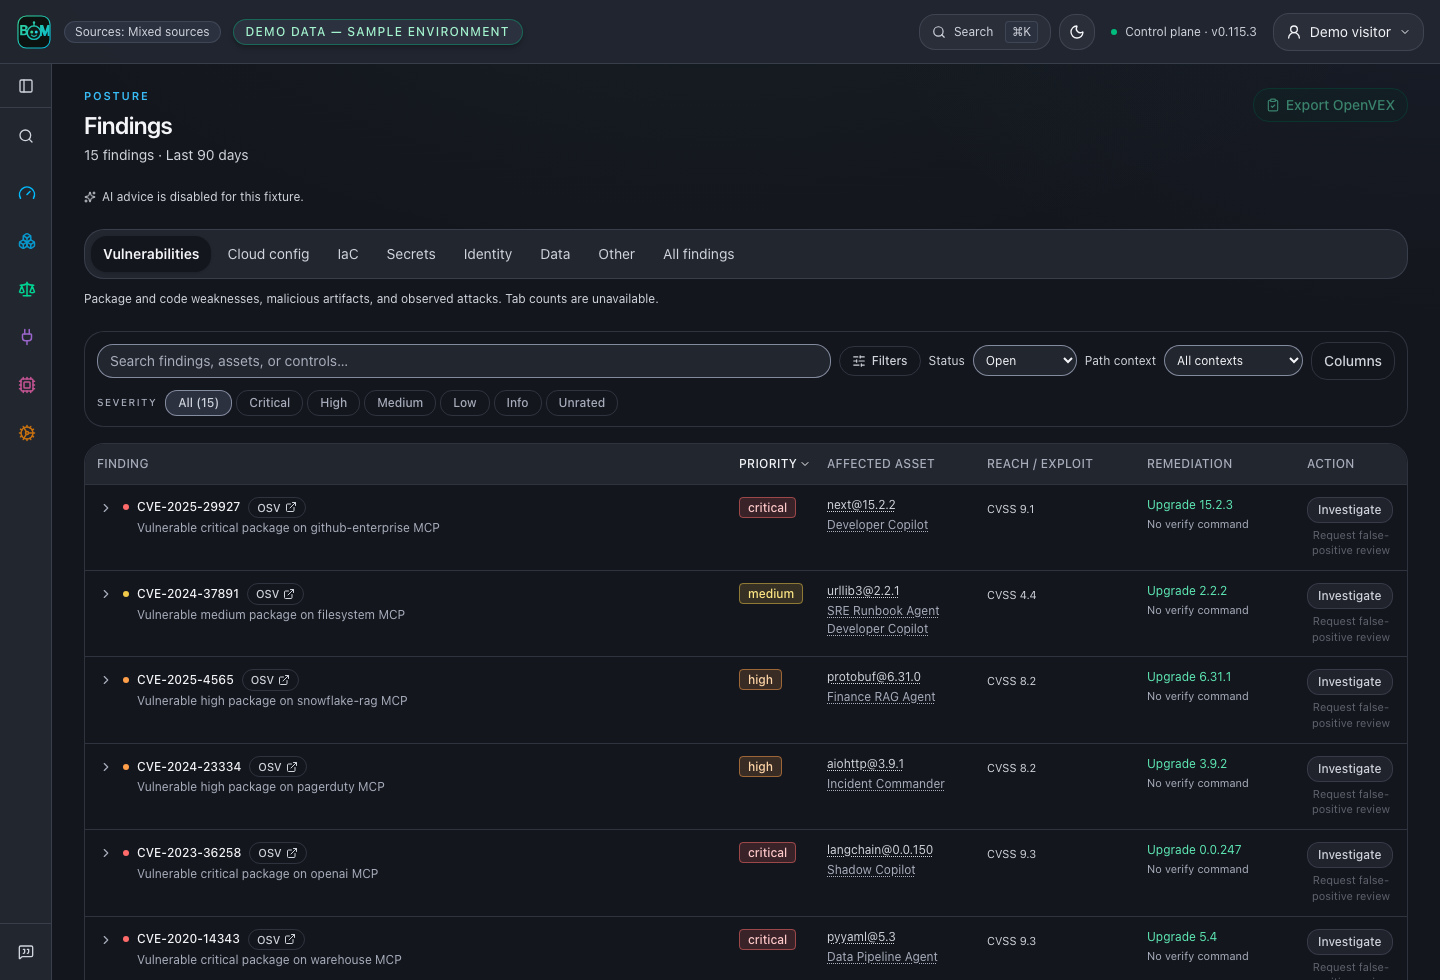 BOM
Sources: Mixed sources
DEMO DATA — SAMPLE ENVIRONMENT
Search ⌘K
Control plane · v0.115.3
Demo visitor
POSTURE
Findings
Export OpenVEX
15 findings · Last 90 days
AI advice is disabled for this fixture.
Vulnerabilities Cloud config IaC Secrets Identity Data Other All findings
Package and code weaknesses, malicious artifacts, and observed attacks. Tab counts are unavailable.
Search findings, assets, or controls... Filters Status Open Path context All contexts Columns
SEVERITY All (15) Critical High Medium Low Info Unrated
FINDING PRIORITY AFFECTED ASSET REACH / EXPLOIT REMEDIATION ACTION
CVE-2025-29927 OSV critical next@15.2.2 CVSS 9.1 Upgrade 15.2.3 Investigate
Vulnerable critical package on github-enterprise MCP Developer Copilot No verify command Request false-
positive review
CVE-2024-37891 OSV medium urllib3@2.2.1 CVSS 4.4 Upgrade 2.2.2 Investigate
Vulnerable medium package on filesystem MCP SRE Runbook Agent No verify command Request false-
Developer Copilot positive review
CVE-2025-4565 OSV high protobuf@6.31.0 CVSS 8.2 Upgrade 6.31.1 Investigate
Vulnerable high package on snowflake-rag MCP Finance RAG Agent No verify command Request false-
positive review
CVE-2024-23334 OSV high aiohttp@3.9.1 CVSS 8.2 Upgrade 3.9.2 Investigate
Vulnerable high package on pagerduty MCP Incident Commander No verify command Request false-
positive review
CVE-2023-36258 OSV critical langchain@0.0.150 CVSS 9.3 Upgrade 0.0.247 Investigate
Vulnerable critical package on openai MCP Shadow Copilot No verify command Request false-
positive review
CVE-2020-14343 OSV critical pyyaml@5.3 CVSS 9.3 Upgrade 5.4 Investigate
Vulnerable critical package on warehouse MCP Data Pipeline Agent No verify command Request false-